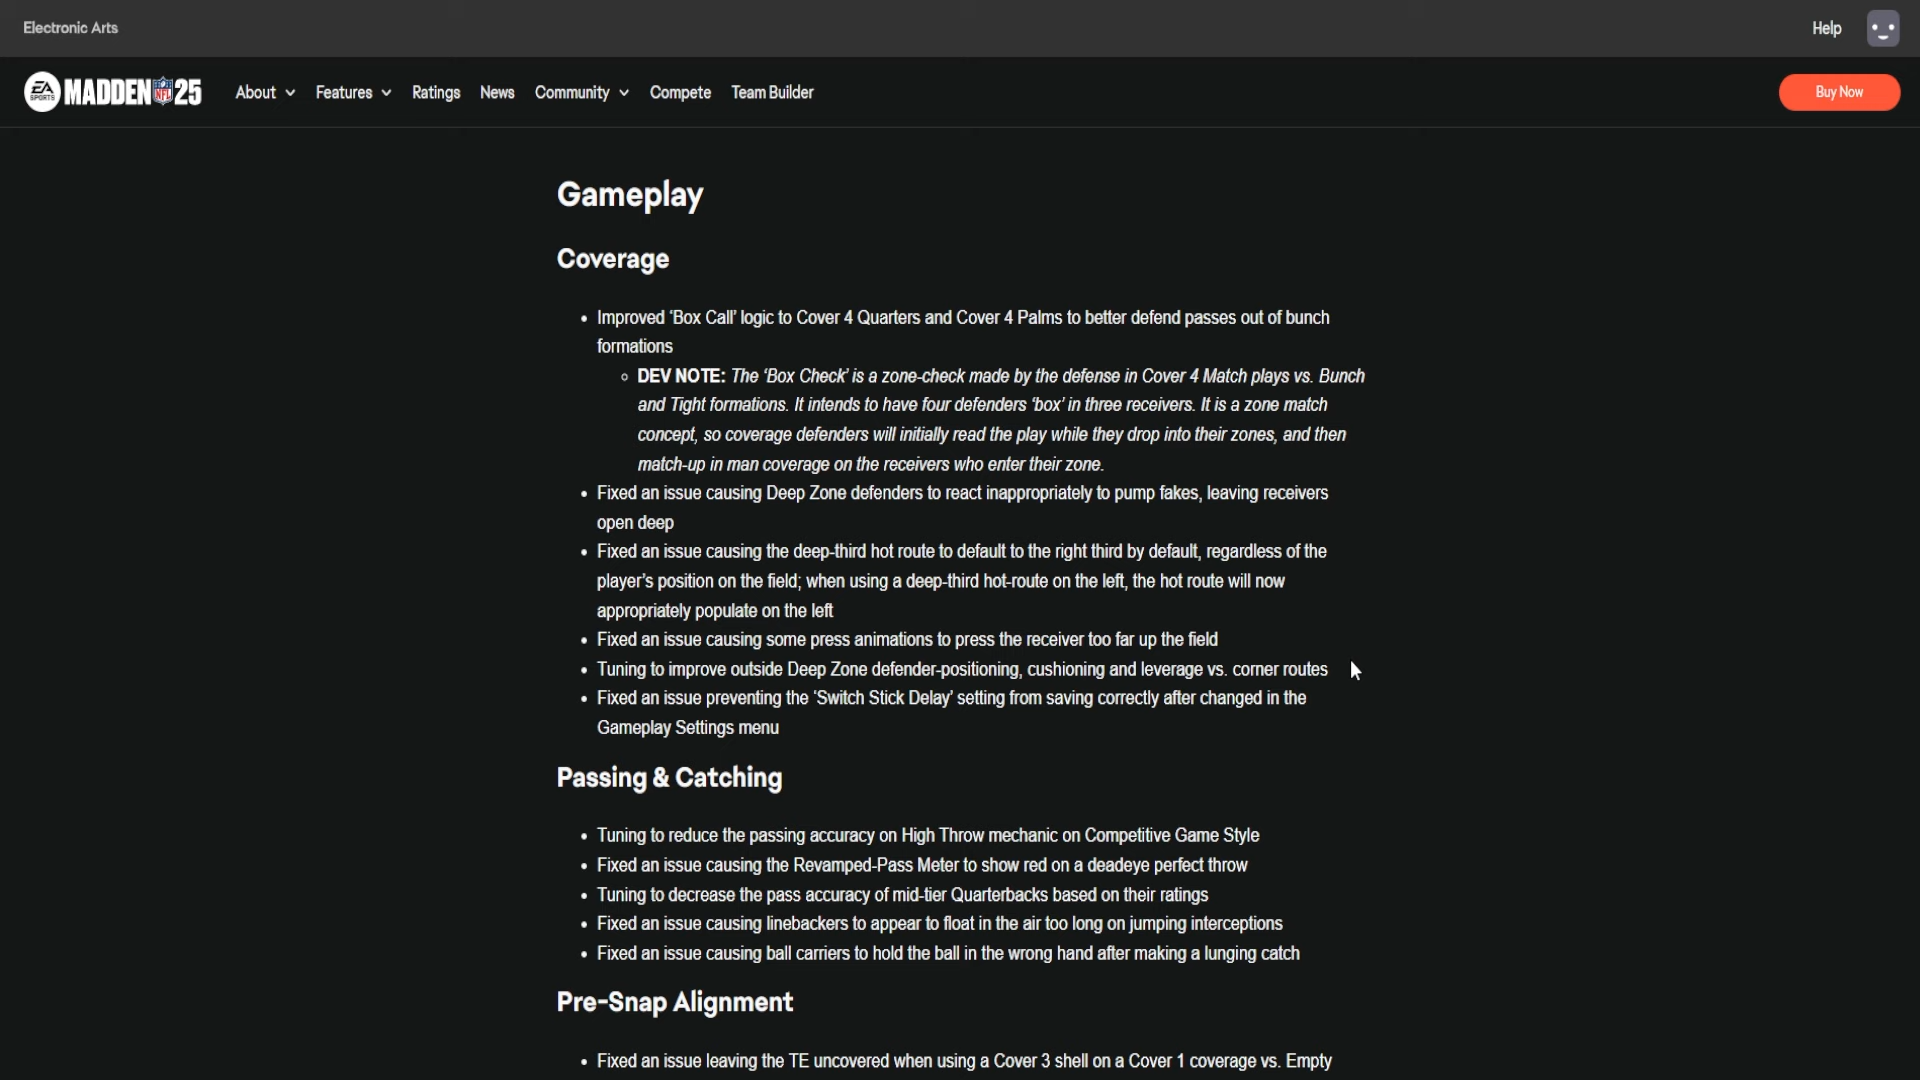 Electronic Arts
Help
EA SPORTS MADDEN NFL 25
About
Features
Ratings
News
Community
Compete
Team Builder
Buy Now
Gameplay
Coverage
• Improved ‘Box Call’ logic to Cover 4 Quarters and Cover 4 Palms to better defend passes out of bunch
formations
◦ DEV NOTE: The ‘Box Check’ is a zone-check made by the defense in Cover 4 Match plays vs. Bunch
and Tight formations. It intends to have four defenders ‘box’ in three receivers. It is a zone match
concept, so coverage defenders will initially read the play while they drop into their zones, and then
match-up in man coverage on the receivers who enter their zone.
• Fixed an issue causing Deep Zone defenders to react inappropriately to pump fakes, leaving receivers
open deep
• Fixed an issue causing the deep-third hot route to default to the right third by default, regardless of the
player’s position on the field; when using a deep-third hot-route on the left, the hot route will now
appropriately populate on the left
• Fixed an issue causing some press animations to press the receiver too far up the field
• Tuning to improve outside Deep Zone defender-positioning, cushioning and leverage vs. corner routes
• Fixed an issue preventing the ‘Switch Stick Delay’ setting from saving correctly after changed in the
Gameplay Settings menu
Passing & Catching
• Tuning to reduce the passing accuracy on High Throw mechanic on Competitive Game Style
• Fixed an issue causing the Revamped-Pass Meter to show red on a deadeye perfect throw
• Tuning to decrease the pass accuracy of mid-tier Quarterbacks based on their ratings
• Fixed an issue causing linebackers to appear to float in the air too long on jumping interceptions
• Fixed an issue causing ball carriers to hold the ball in the wrong hand after making a lunging catch
Pre-Snap Alignment
• Fixed an issue leaving the TE uncovered when using a Cover 3 shell on a Cover 1 coverage vs. Empty